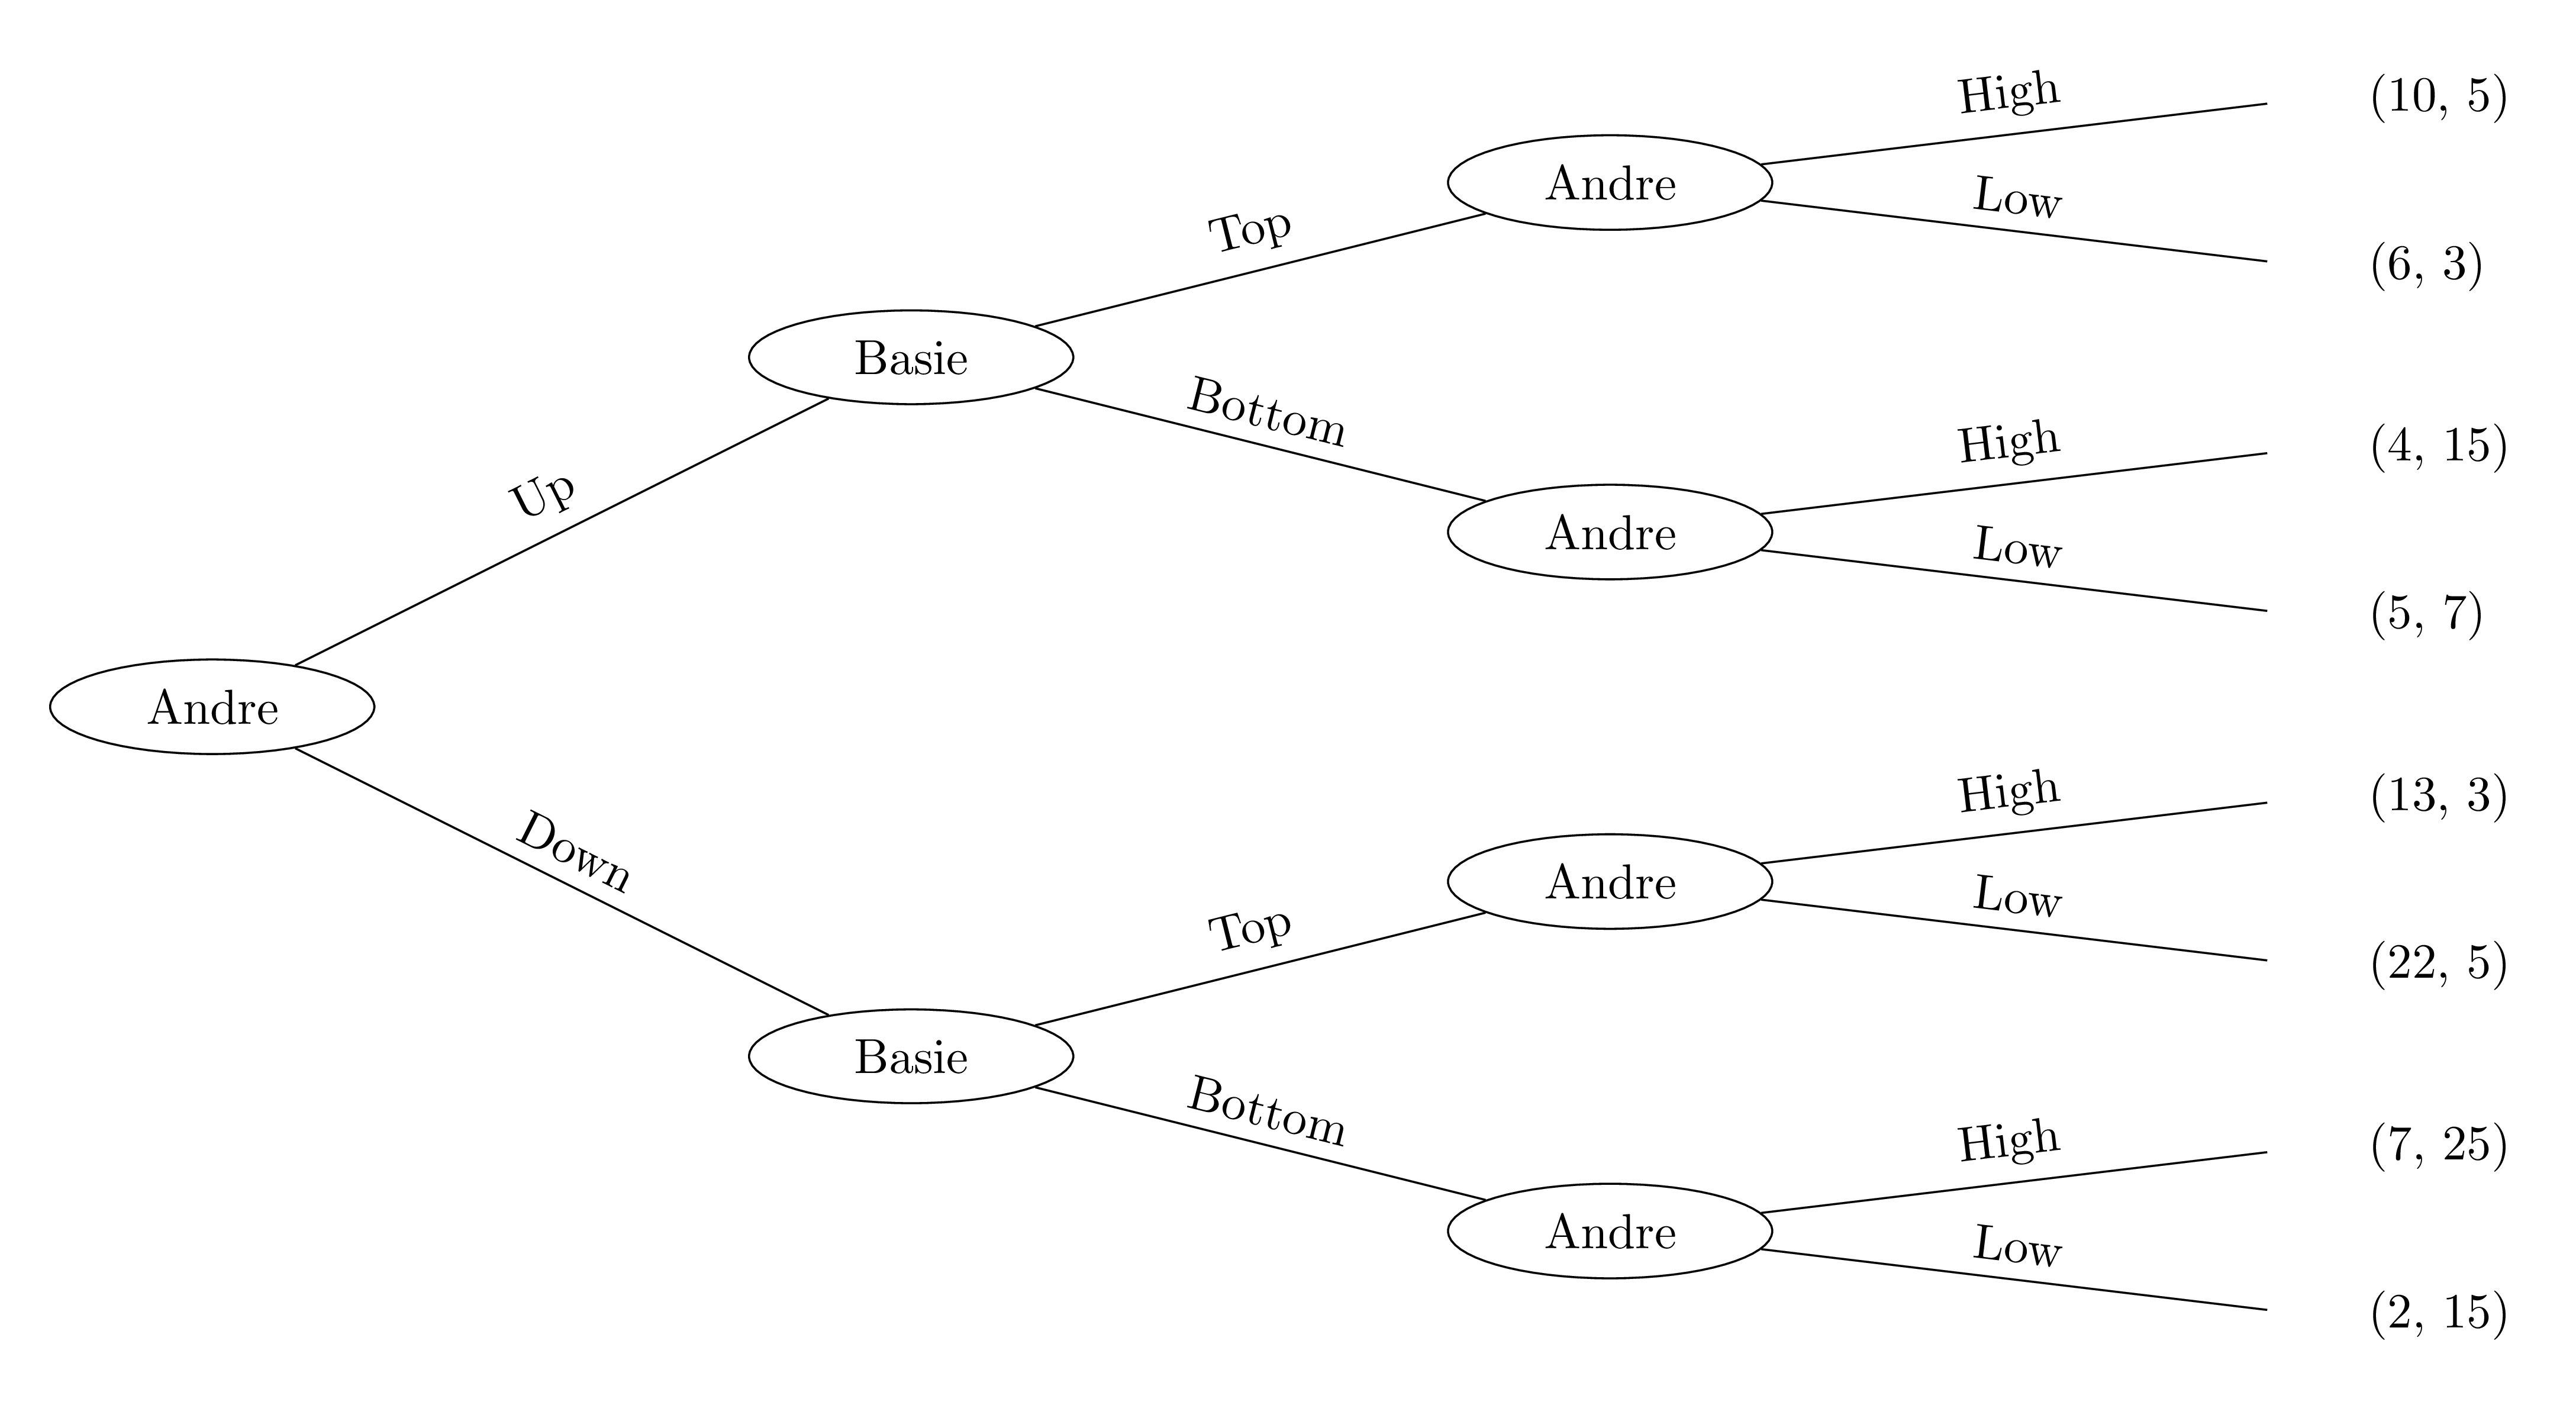 High
(10, 5)
Andre
Low
(6, 3)
Top
Basie
Bottom
High
(4, 15)
Andre
Low
(5, 7)
Up
Andre
Down
High
(13, 3)
Andre
Low
(22, 5)
Top
Basie
Bottom
High
(7, 25)
Andre
Low
(2, 15)